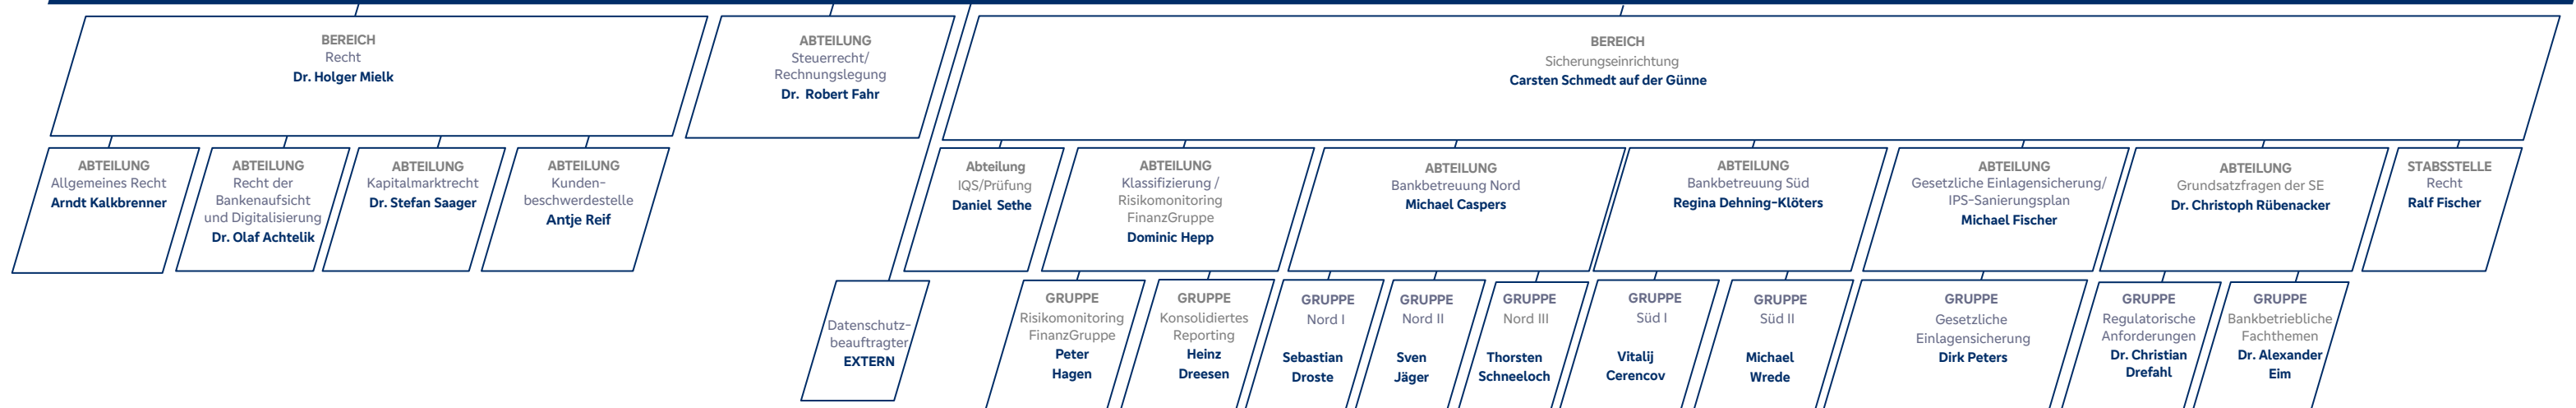 BEREICH
Recht
Dr. Holger Mielk
ABTEILUNG
Steuerrecht/
Rechnungslegung
Dr. Robert Fahr
BEREICH
Sicherungseinrichtung
Carsten Schmedt auf der Günne
ABTEILUNG
Allgemeines Recht
Arndt Kalkbrenner
ABTEILUNG
Recht der
Bankenaufsicht
und Digitalisierung
Dr. Olaf Achtelik
ABTEILUNG
Kapitalmarktrecht
Dr. Stefan Saager
ABTEILUNG
Kunden-
beschwerdestelle
Antje Reif
Abteilung
IQS/Prüfung
Daniel Sethe
ABTEILUNG
Klassifizierung /
Risikomonitoring
FinanzGruppe
Dominic Hepp
ABTEILUNG
Bankbetreuung Nord
Michael Caspers
ABTEILUNG
Bankbetreuung Süd
Regina Dehning-Klöters
ABTEILUNG
Gesetzliche Einlagensicherung/
IPS-Sanierungsplan
Michael Fischer
ABTEILUNG
Grundsatzfragen der SE
Dr. Christoph Rübenacker
STABSSTELLE
Recht
Ralf Fischer
Datenschutz-
beauftragter
EXTERN
GRUPPE
Risikomonitoring
FinanzGruppe
Peter
Hagen
GRUPPE
Konsolidiertes
Reporting
Heinz
Dreesen
GRUPPE
Nord I
Sebastian
Droste
GRUPPE
Nord II
Sven
Jäger
GRUPPE
Nord III
Thorsten
Schneeloch
GRUPPE
Süd I
Vitalij
Cerencov
GRUPPE
Süd II
Michael
Wrede
GRUPPE
Gesetzliche
Einlagensicherung
Dirk Peters
GRUPPE
Regulatorische
Anforderungen
Dr. Christian
Drefahl
GRUPPE
Bankbetriebliche
Fachthemen
Dr. Alexander
Eim